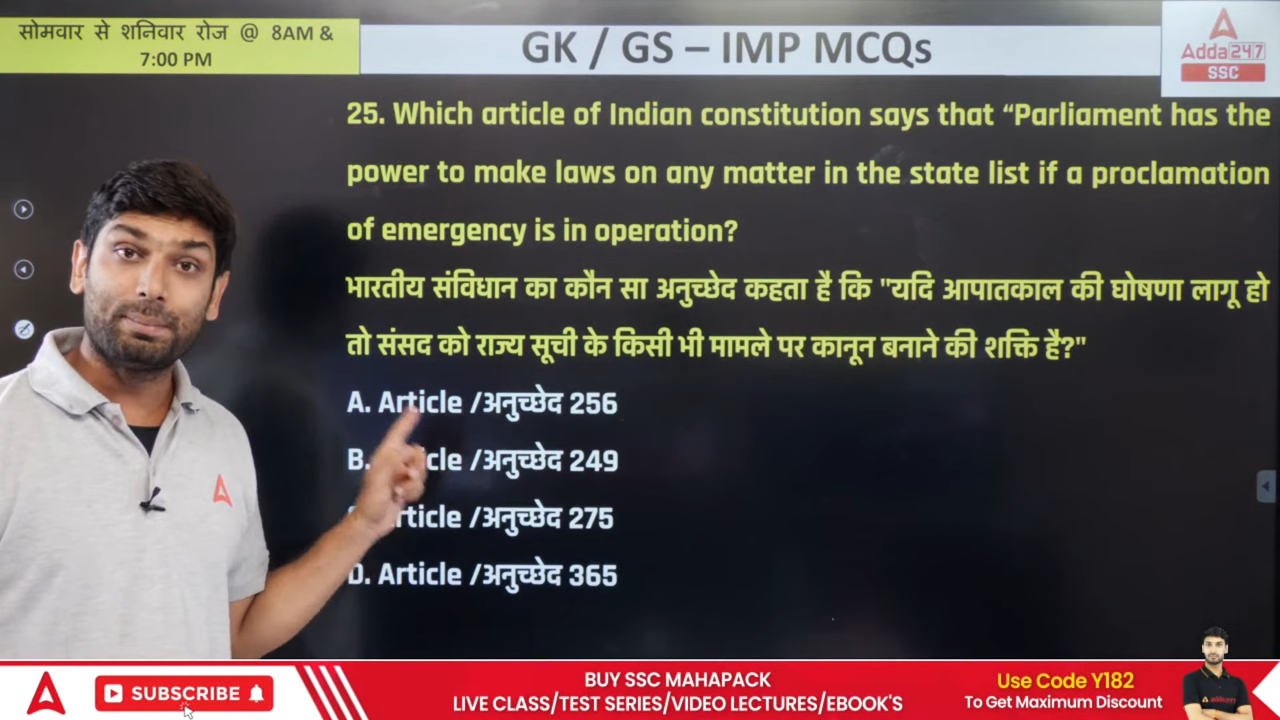 सोमवार से शनिवार रोज @ 8AM &
7:00 PM
GK / GS – IMP MCQs
Adda247
SSC
25. Which article of Indian constitution says that “Parliament has the
power to make laws on any matter in the state list if a proclamation
of emergency is in operation?
भारतीय संविधान का कौन सा अनुच्छेद कहता है कि "यदि आपातकाल की घोषणा लागू हो
तो संसद को राज्य सूची के किसी भी मामले पर कानून बनाने की शक्ति है?"
A. Article /अनुच्छेद 256
B. /अनुच्छेद 249
/अनुच्छेद 275
D. Article /अनुच्छेद 365
SUBSCRIBE
BUY SSC MAHAPACK
LIVE CLASS/TEST SERIES/VIDEO LECTURES/EBOOK'S
Use Code Y182
To Get Maximum Discount